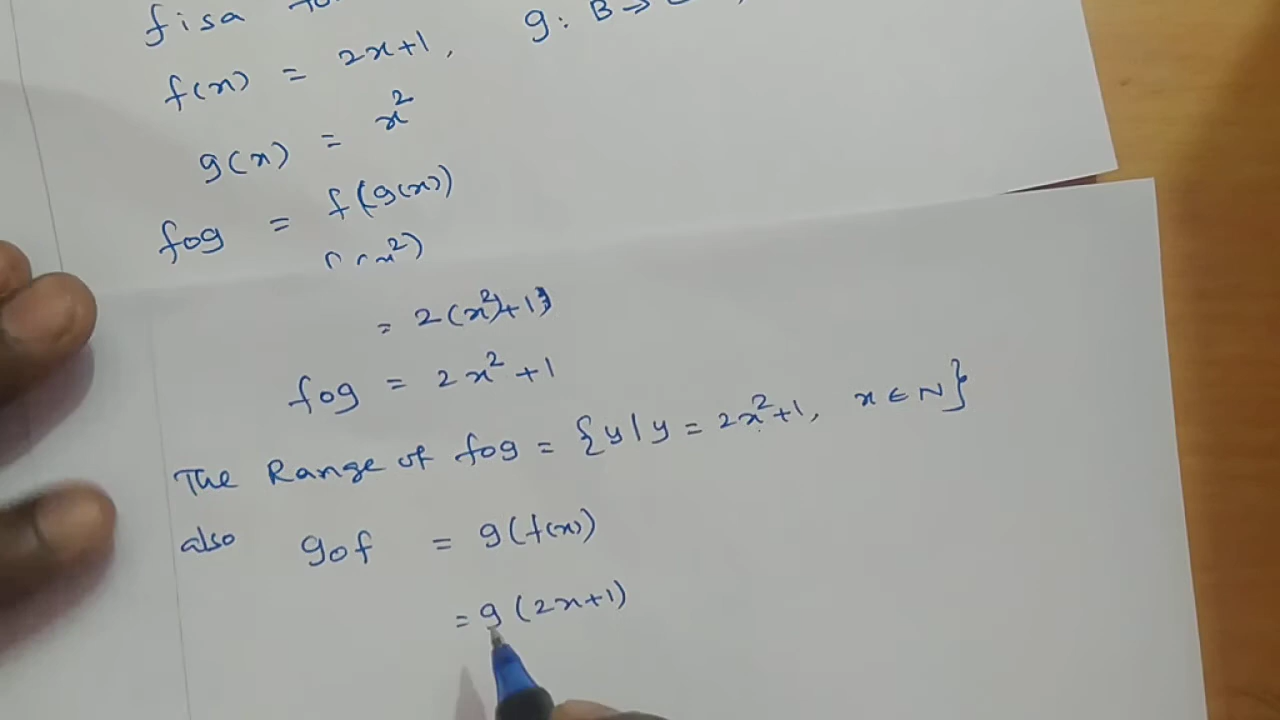 f is a
f(x) = 2x+1, g: B→
g(x) = x²
fog = f(g(x))
x²)
= 2(x²)+1
fog = 2x²+1
The Range of fog = {y/y = 2x²+1, x ∈ N}
also gof = g(f(x))
= g(2x+1)